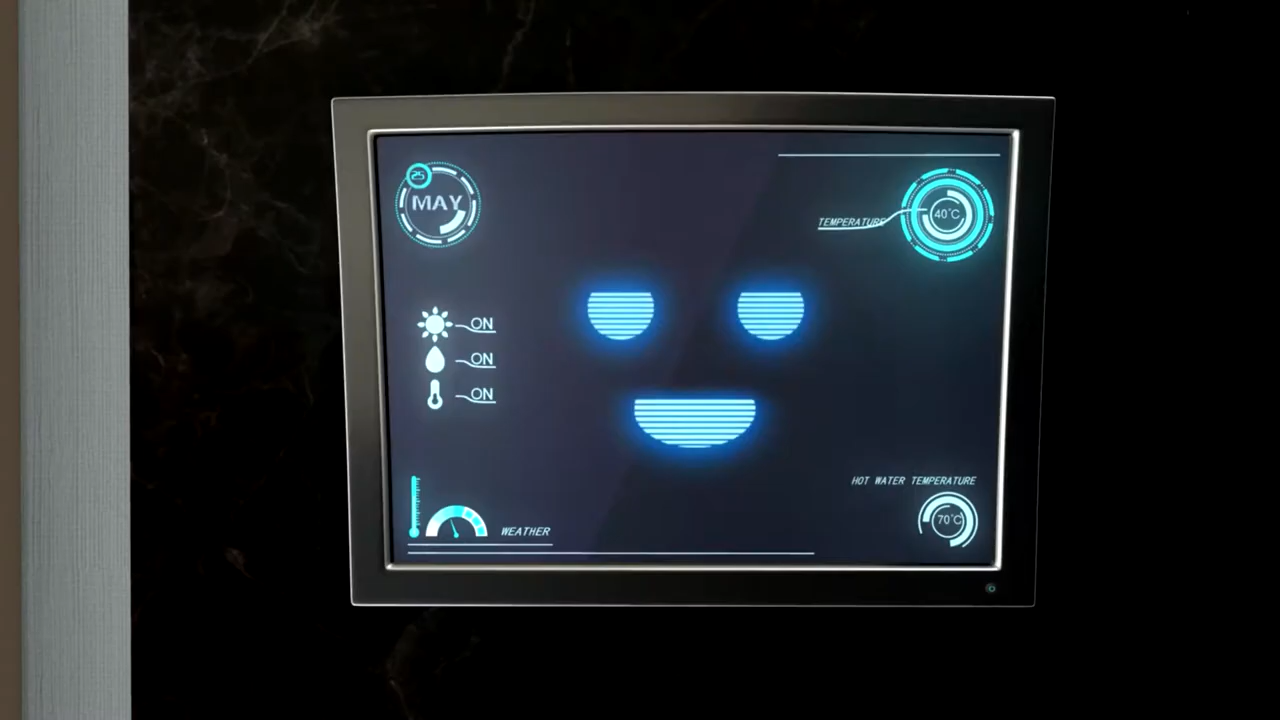 25
MAY
TEMPERATURE
40°C
ON
ON
ON
HOT WATER TEMPERATURE
70°C
WEATHER